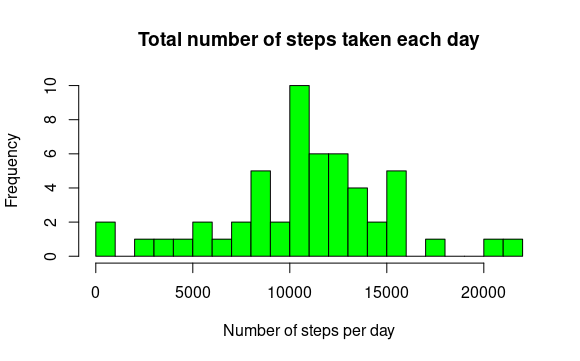 Total number of steps taken each day
Frequency
10
8
6
4
2
0
0 5000 10000 15000 20000
Number of steps per day